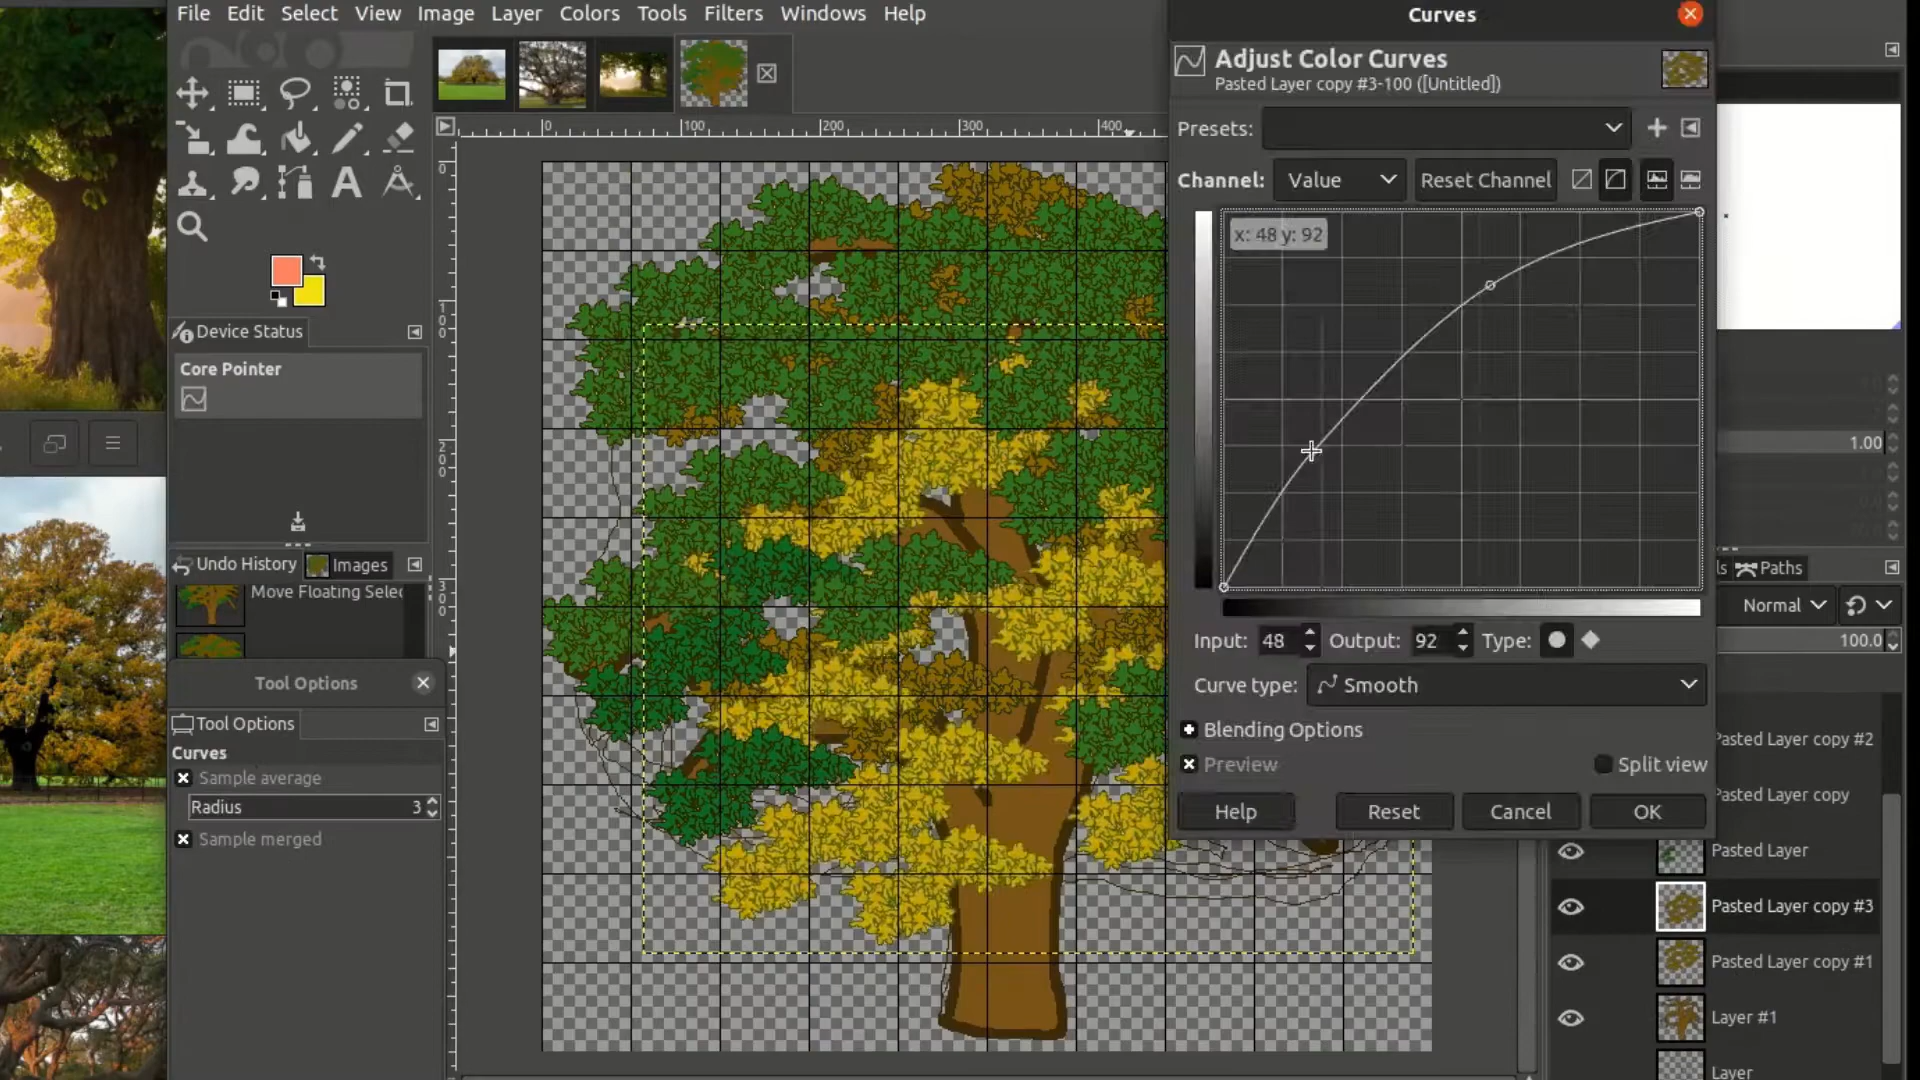 File Edit Select View Image Layer Colors Tools Filters Windows Help
Curves
Adjust Color Curves
Pasted Layer copy #3-100 ([Untitled])
Presets:
Channel: Value Reset Channel
0 100 200 300 400
0
100
200
300
x: 48 y: 92
Device Status
Core Pointer
Undo History Images
Move Floating Selec
Tool Options
Tool Options
Curves
Sample average
Radius 3
Sample merged
Input: 48 Output: 92 Type:
Curve type: Smooth
Blending Options
Preview Split view
Help Reset Cancel OK
1.00
ls Paths
Normal
100.0
Pasted Layer copy #2
Pasted Layer copy
Pasted Layer
Pasted Layer copy #3
Pasted Layer copy #1
Layer #1
Layer